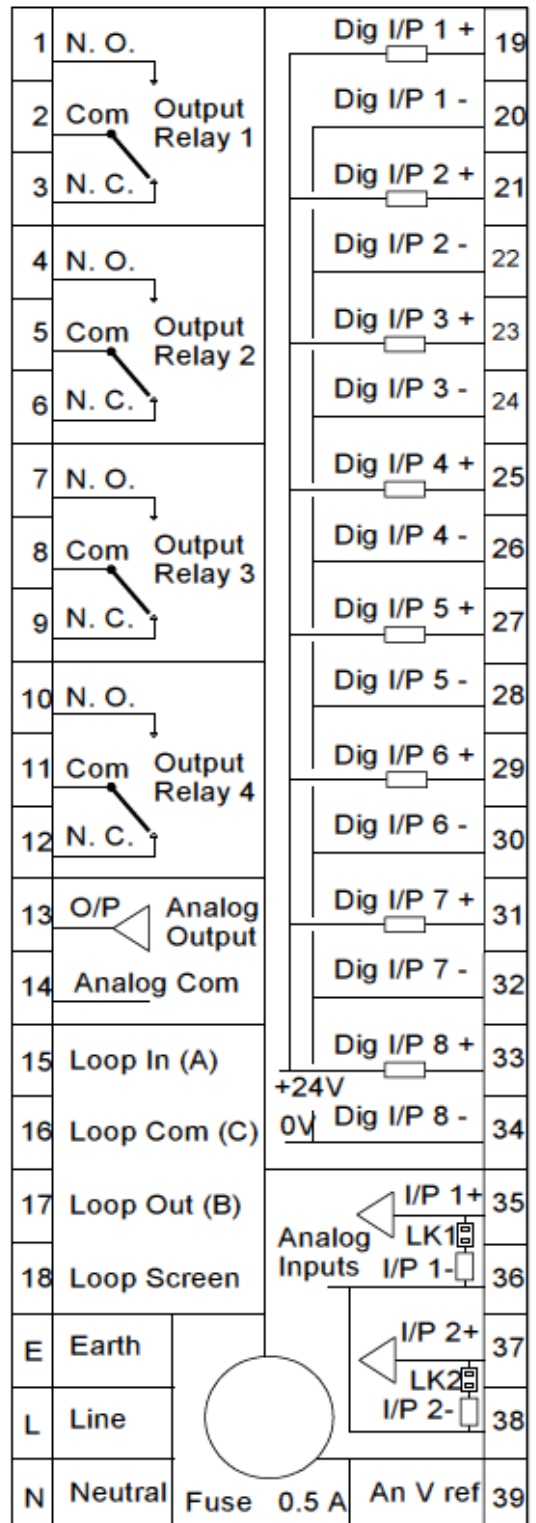 1 N. O.
2 Com Output
Relay 1
3 N. C.
4 N. O.
5 Com Output
Relay 2
6 N. C.
7 N. O.
8 Com Output
Relay 3
9 N. C.
10 N. O.
11 Com Output
Relay 4
12 N. C.
13 O/P Analog
Output
14 Analog Com
15 Loop In (A)
16 Loop Com (C)
17 Loop Out (B)
18 Loop Screen
E Earth
L Line
N Neutral
Fuse 0.5 A
Dig I/P 1 + 19
Dig I/P 1 - 20
Dig I/P 2 + 21
Dig I/P 2 - 22
Dig I/P 3 + 23
Dig I/P 3 - 24
Dig I/P 4 + 25
Dig I/P 4 - 26
Dig I/P 5 + 27
Dig I/P 5 - 28
Dig I/P 6 + 29
Dig I/P 6 - 30
Dig I/P 7 + 31
Dig I/P 7 - 32
Dig I/P 8 + 33
+24V
0V Dig I/P 8 - 34
I/P 1+ 35
Analog LK1
Inputs I/P 1- 36
I/P 2+ 37
LK2
I/P 2- 38
An V ref 39